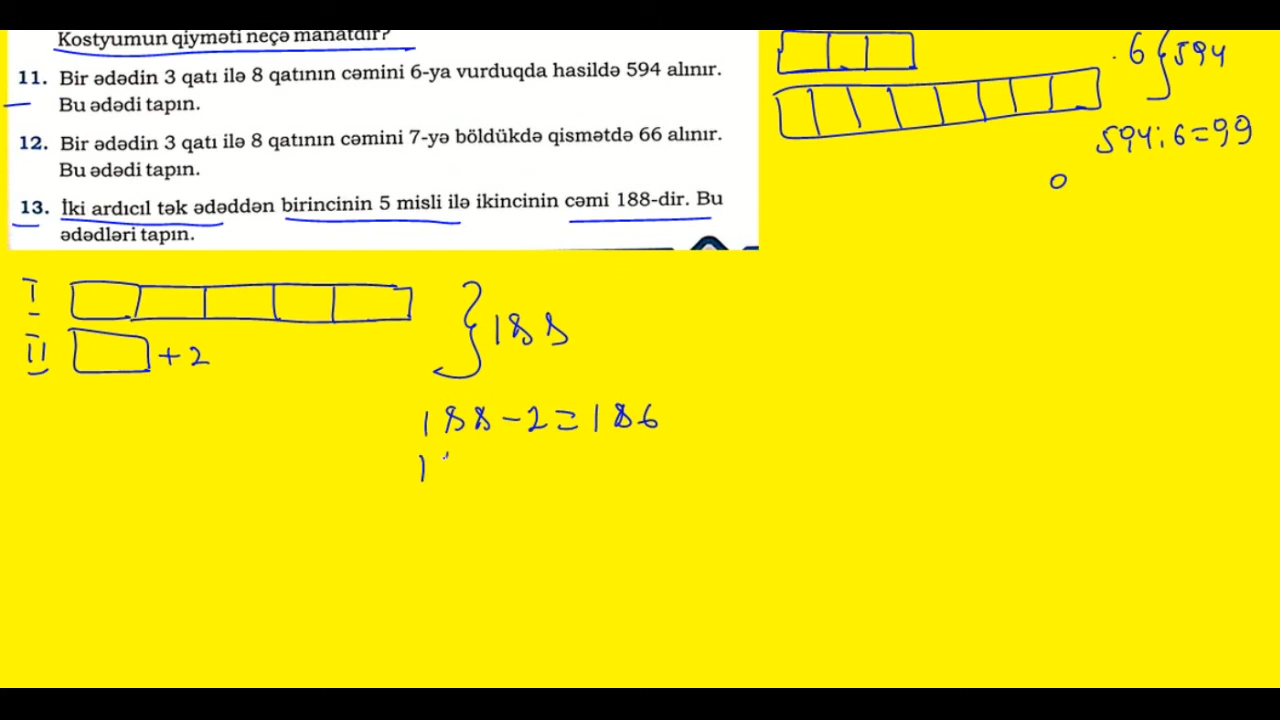 Kostyumun qiyməti neçə manatdır?
11. Bir ədədin 3 qatı ilə 8 qatının cəmini 6-ya vurduqda hasildə 594 alınır.
Bu ədədi tapın.
12. Bir ədədin 3 qatı ilə 8 qatının cəmini 7-yə böldükdə qismətdə 66 alınır.
Bu ədədi tapın.
13. İki ardıcıl tək ədəddən birincinin 5 misli ilə ikincinin cəmi 188-dir. Bu
ədədləri tapın.
· 6 } 594
594 : 6 = 99
I } 188
II + 2
188 - 2 = 186
1